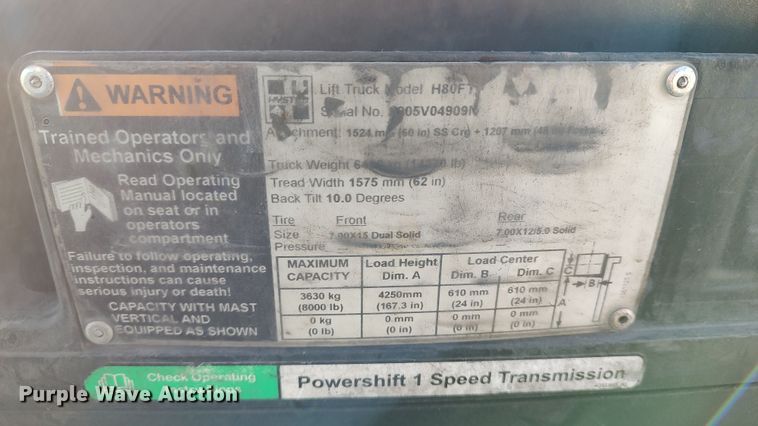 WARNING
Trained Operators and
Mechanics Only
Read Operating
Manual located
on seat or in
operators
compartment
Failure to follow operating,
inspection, and maintenance
instructions can cause
serious injury or death!
CAPACITY WITH MAST
VERTICAL AND
EQUIPPED AS SHOWN
HYSTER
Lift Truck Model H80FT
Serial No. 05V04909
Attachment 1524 mm (60 in) SS Crg + 1207 mm
Truck Weight lb)
Tread Width 1575 mm (62 in)
Back Tilt 10.0 Degrees
Tire Front Rear
Size 7.00X15 Dual Solid 7.00X12/5.0 Solid
Pressure
MAXIMUM CAPACITY Load Height Dim. A Load Center Dim. B Dim. C
3630 kg 4250mm 610 mm 610 mm
(8000 lb) (167.3 in) (24 in) (24 in)
0 kg 0 mm 0 mm 0 mm
(0 lb) (0 in) (0 in) (0 in)
C
B
A
Check Operating
Powershift 1 Speed Transmission
Purple Wave Auction